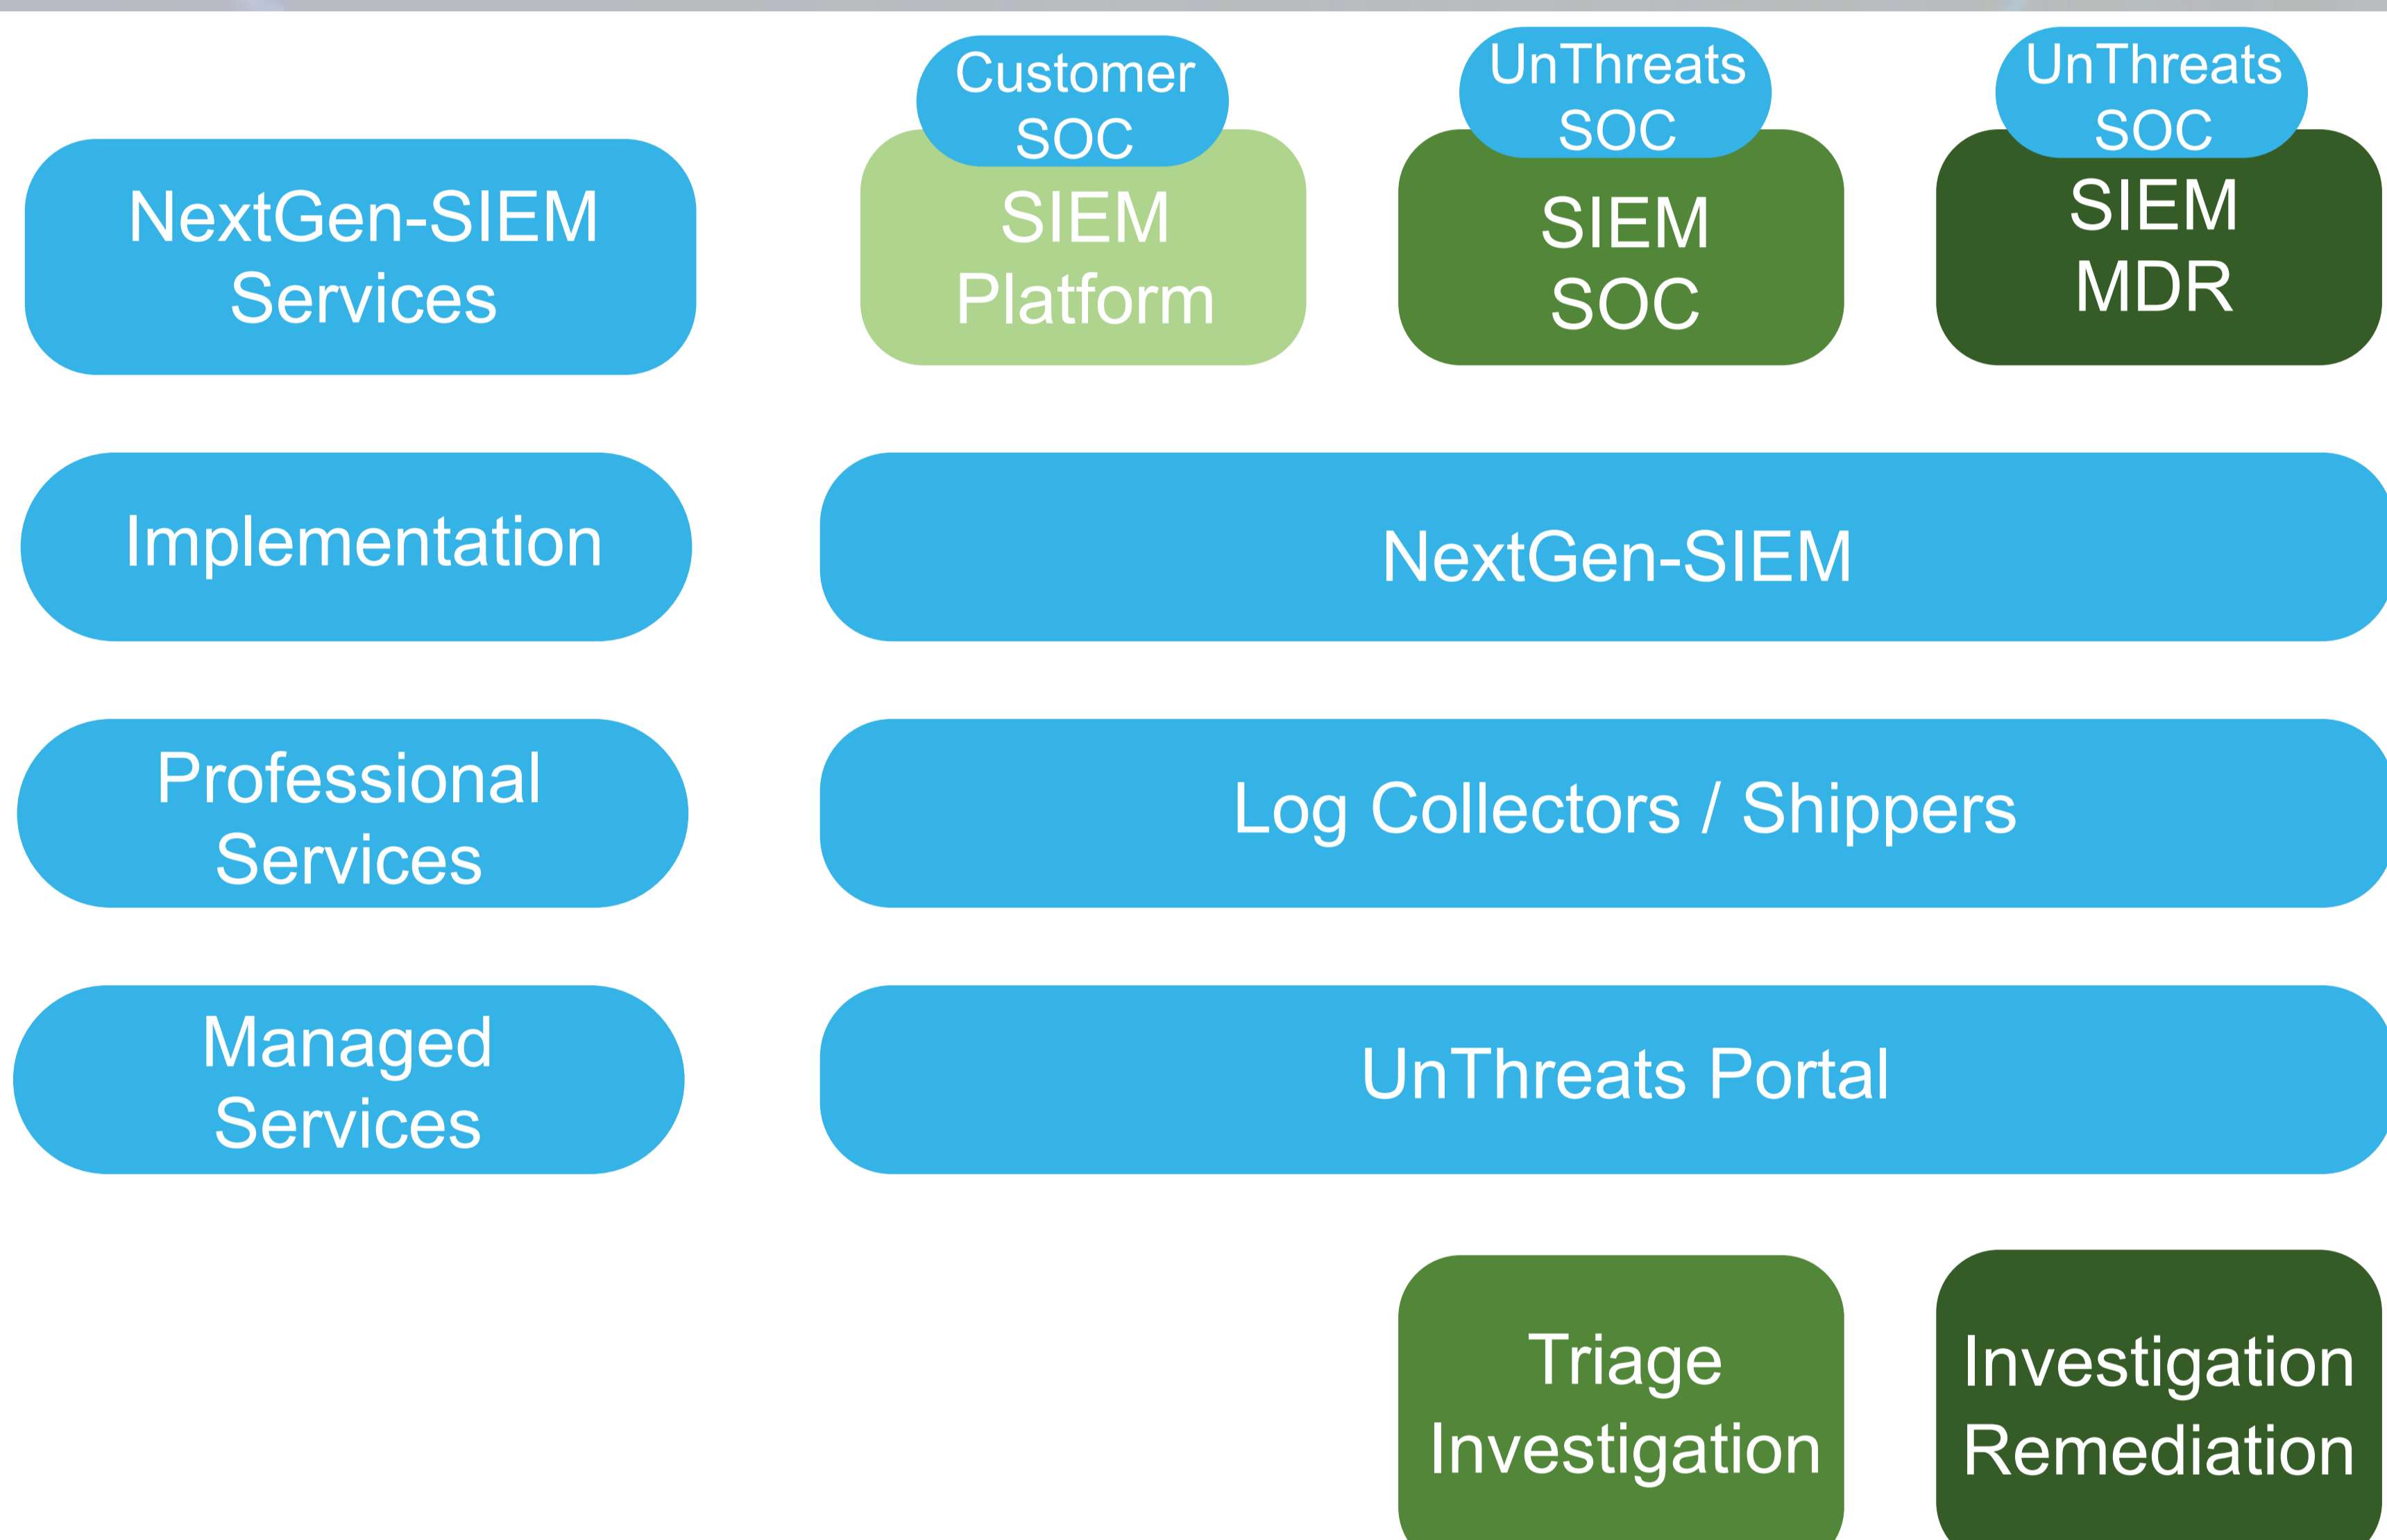 NextGen-SIEM
Services
Customer
SOC
SIEM
Platform
UnThreats
SOC
SIEM
SOC
UnThreats
SOC
SIEM
MDR
Implementation
NextGen-SIEM
Professional
Services
Log Collectors / Shippers
Managed
Services
UnThreats Portal
Triage
Investigation
Investigation
Remediation